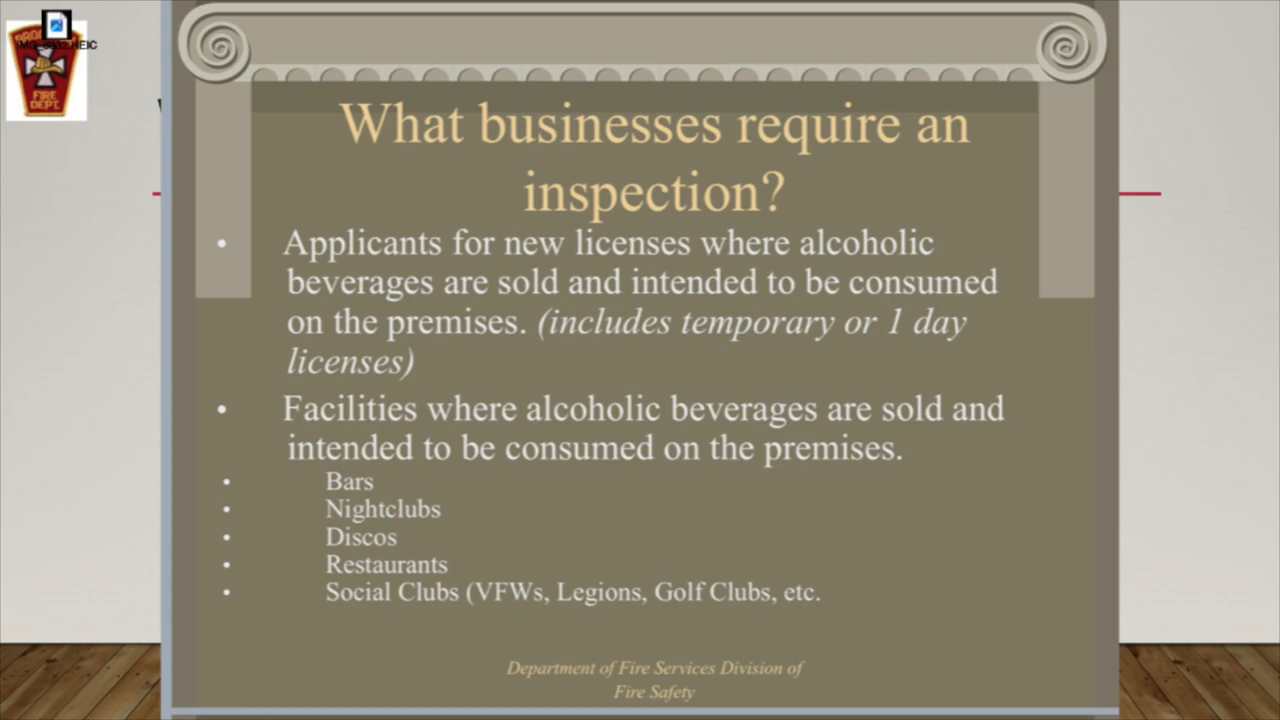 FIRE
DEPT.
What businesses require an
inspection?
• Applicants for new licenses where alcoholic
beverages are sold and intended to be consumed
on the premises. (includes temporary or 1 day
licenses)
• Facilities where alcoholic beverages are sold and
intended to be consumed on the premises.
• Bars
• Nightclubs
• Discos
• Restaurants
• Social Clubs (VFWs, Legions, Golf Clubs, etc.
Department of Fire Services Division of
Fire Safety